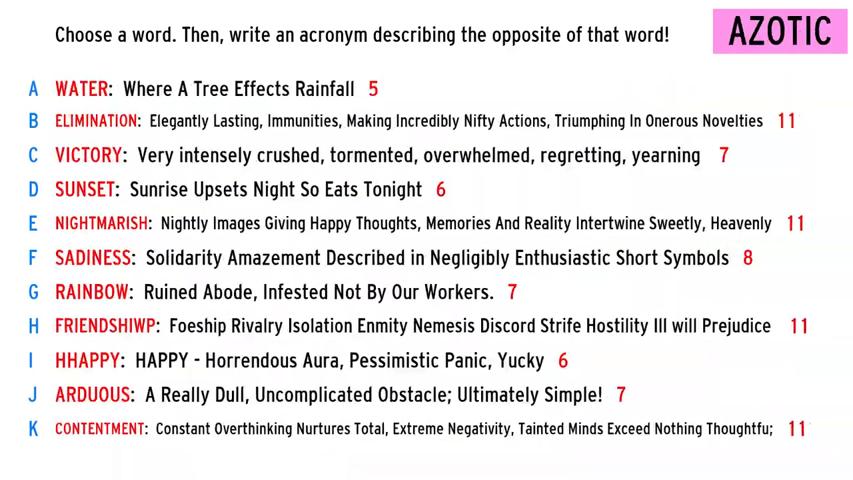 Choose a word. Then, write an acronym describing the opposite of that word!
AZOTIC
A WATER: Where A Tree Effects Rainfall 5
B ELIMINATION: Elegantly Lasting, Immunities, Making Incredibly Nifty Actions, Triumphing In Onerous Novelties 11
C VICTORY: Very intensely crushed, tormented, overwhelmed, regretting, yearning 7
D SUNSET: Sunrise Upsets Night So Eats Tonight 6
E NIGHTMARISH: Nightly Images Giving Happy Thoughts, Memories And Reality Intertwine Sweetly, Heavenly 11
F SADINESS: Solidarity Amazement Described in Negligibly Enthusiastic Short Symbols 8
G RAINBOW: Ruined Abode, Infested Not By Our Workers. 7
H FRIENDSHIWP: Foeship Rivalry Isolation Enmity Nemesis Discord Strife Hostility Ill will Prejudice 11
I HHAPPY: HAPPY - Horrendous Aura, Pessimistic Panic, Yucky 6
J ARDUOUS: A Really Dull, Uncomplicated Obstacle; Ultimately Simple! 7
K CONTENTMENT: Constant Overthinking Nurtures Total, Extreme Negativity, Tainted Minds Exceed Nothing Thoughtfu; 11